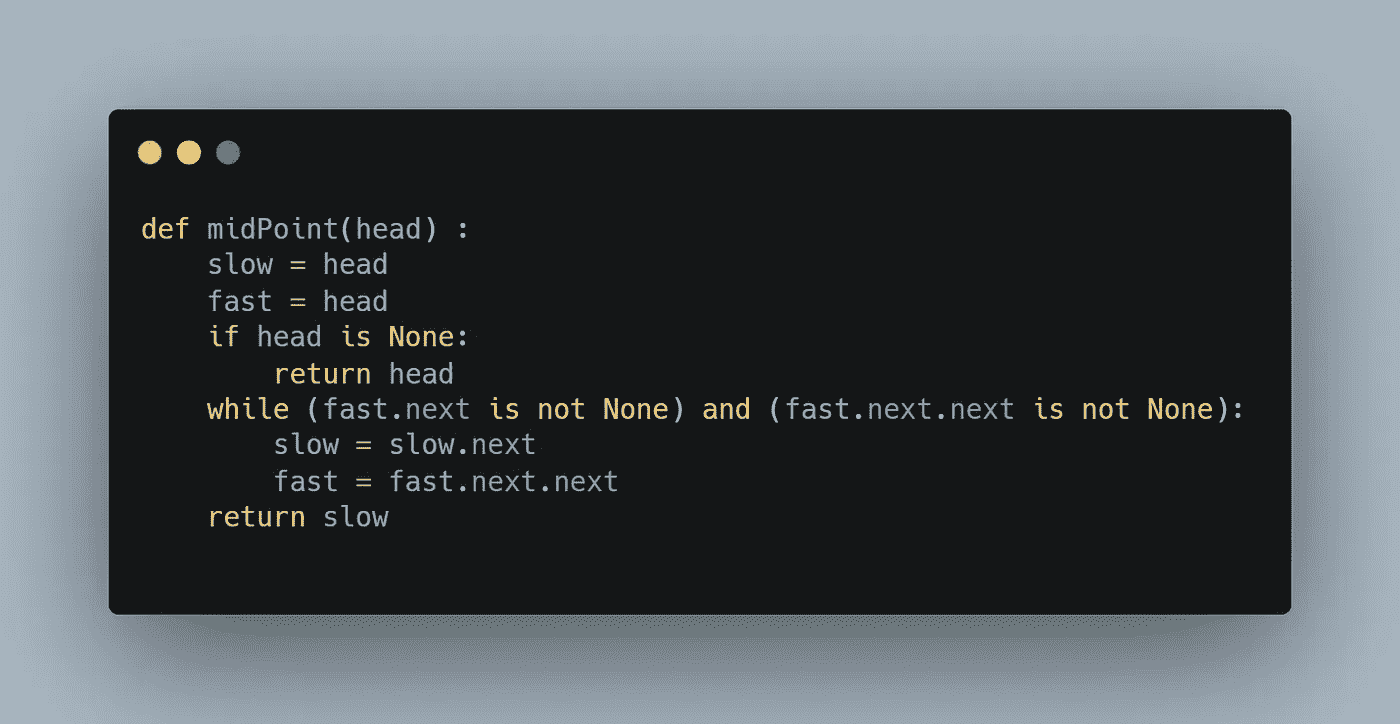 def midPoint(head) :
    slow = head
    fast = head
    if head is None:
        return head
    while (fast.next is not None) and (fast.next.next is not None):
        slow = slow.next
        fast = fast.next.next
    return slow